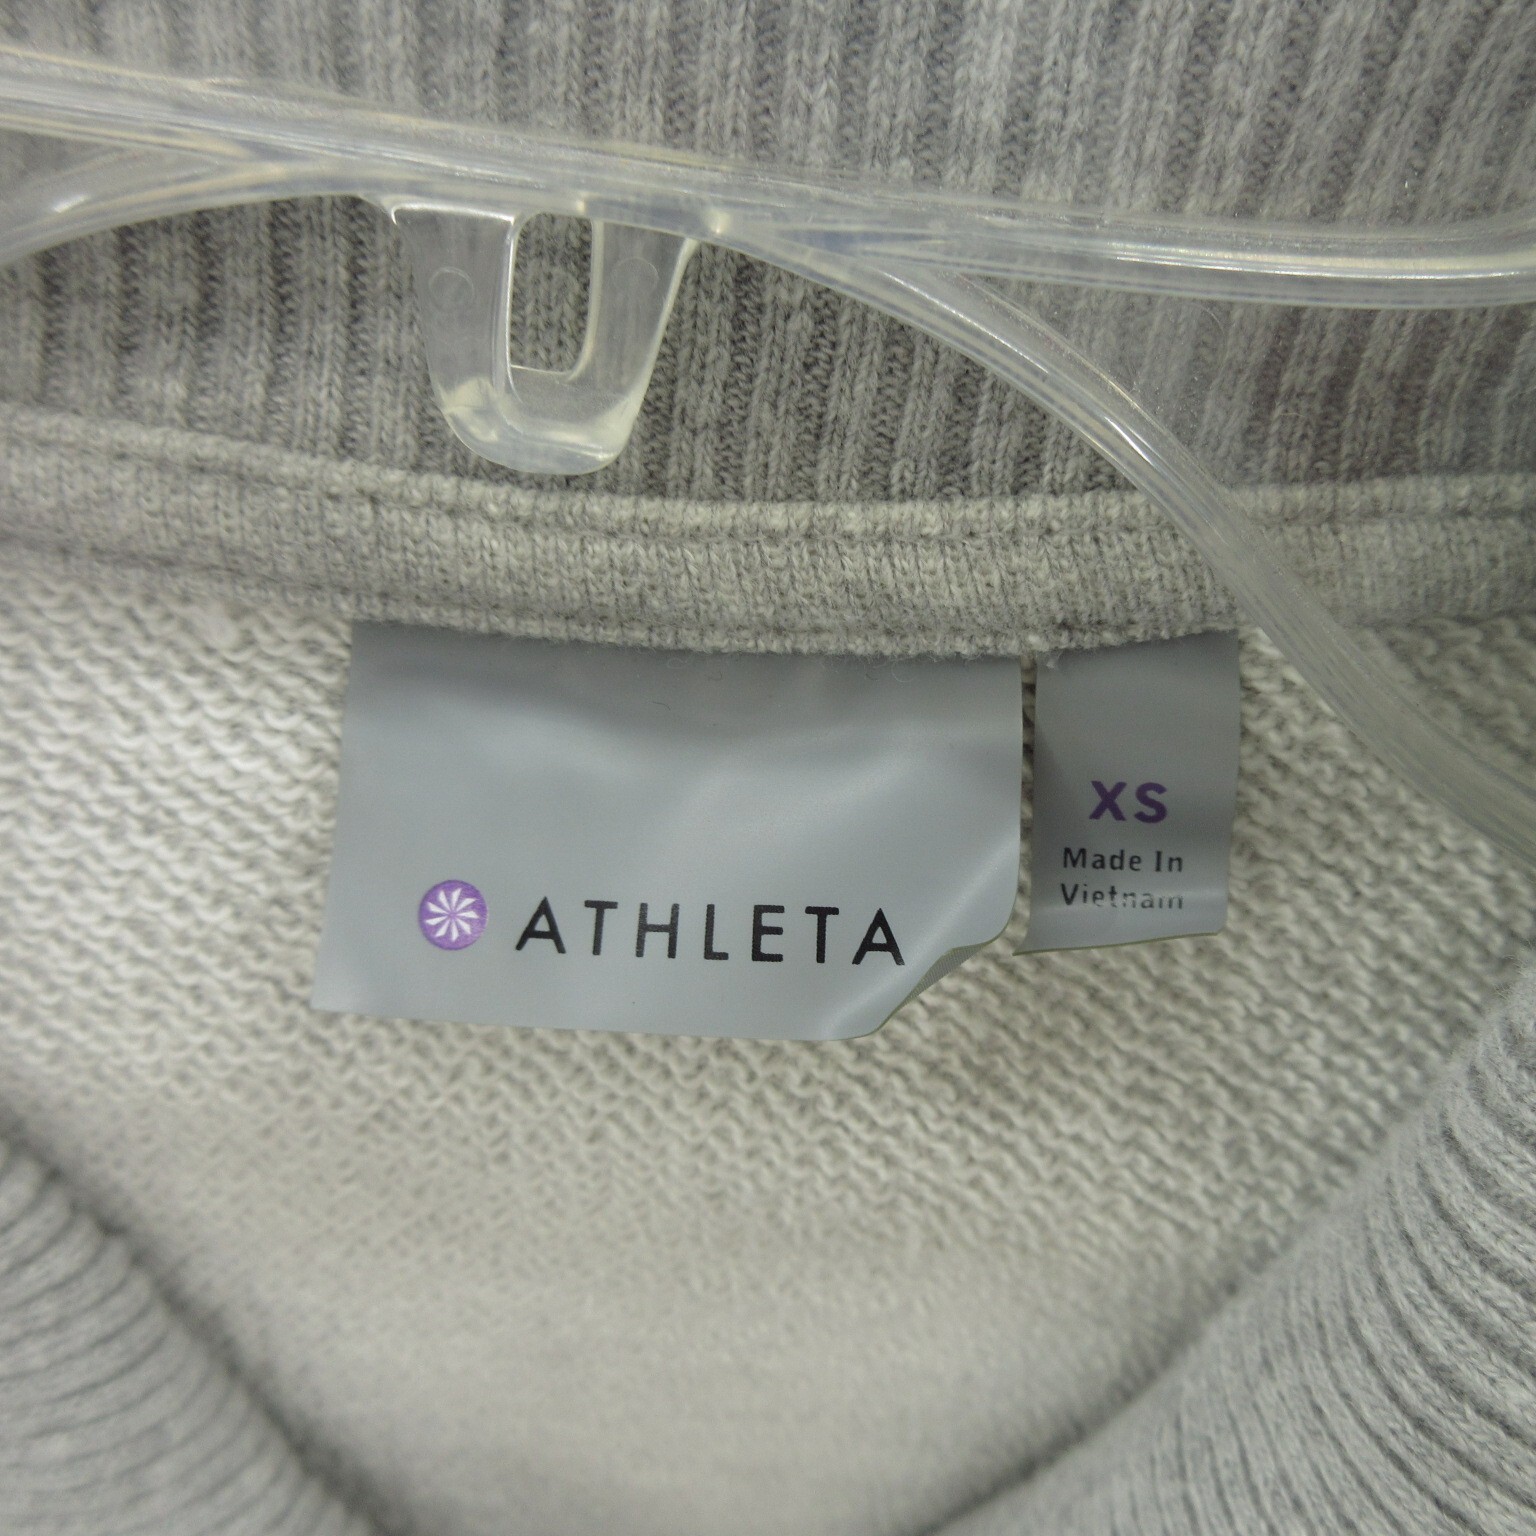 ATHLETA
XS
Made In
Vietnam